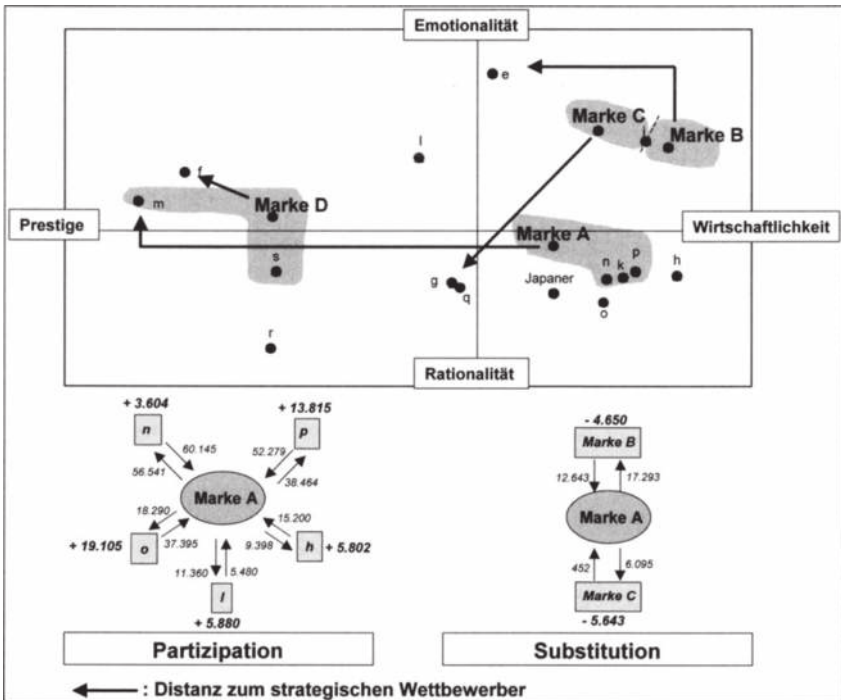 Emotionalität
e
Marke C
i
Marke B
l
f
m
Marke D
Prestige
Wirtschaftlichkeit
Marke A
s
g
q
Japaner
n
k
p
h
o
r
Rationalität
+ 3.604
n
+ 13.815
p
60.145
56.541
52.279
38.464
Marke A
18.290
37.395
15.200
9.398
+ 19.105
o
h
+ 5.802
11.360
5.480
l
+ 5.880
Partizipation
- 4.650
Marke B
12.643
17.293
Marke A
452
6.095
Marke C
- 5.643
Substitution
: Distanz zum strategischen Wettbewerber